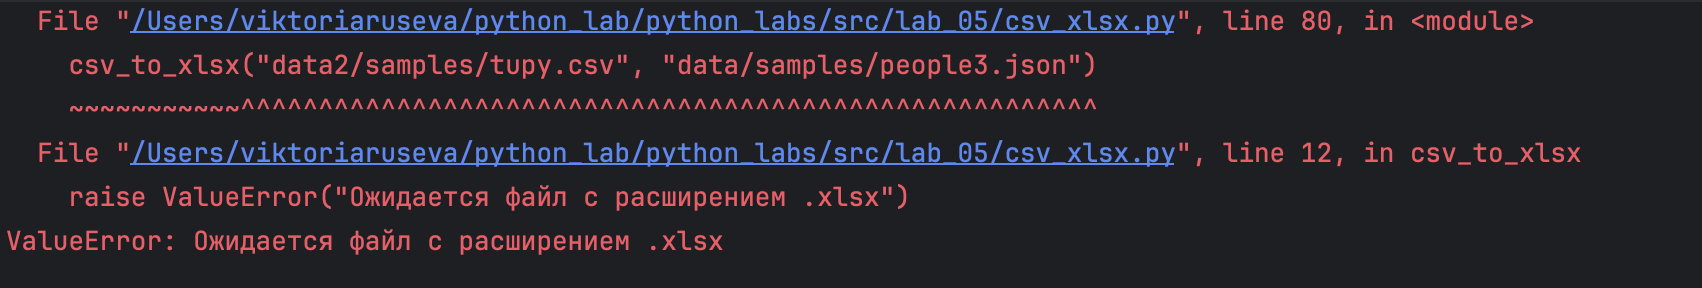 File "/Users/viktoriaruseva/python_lab/python_labs/src/lab_05/csv_xlsx.py", line 80, in <module>
csv_to_xlsx("data2/samples/tupy.csv", "data/samples/people3.json")
~~~~~~~~~~~^^^^^^^^^^^^^^^^^^^^^^^^^^^^^^^^^^^^^^^^^^^^^^^^^^^^^^^
File "/Users/viktoriaruseva/python_lab/python_labs/src/lab_05/csv_xlsx.py", line 12, in csv_to_xlsx
raise ValueError("Ожидается файл с расширением .xlsx")
ValueError: Ожидается файл с расширением .xlsx